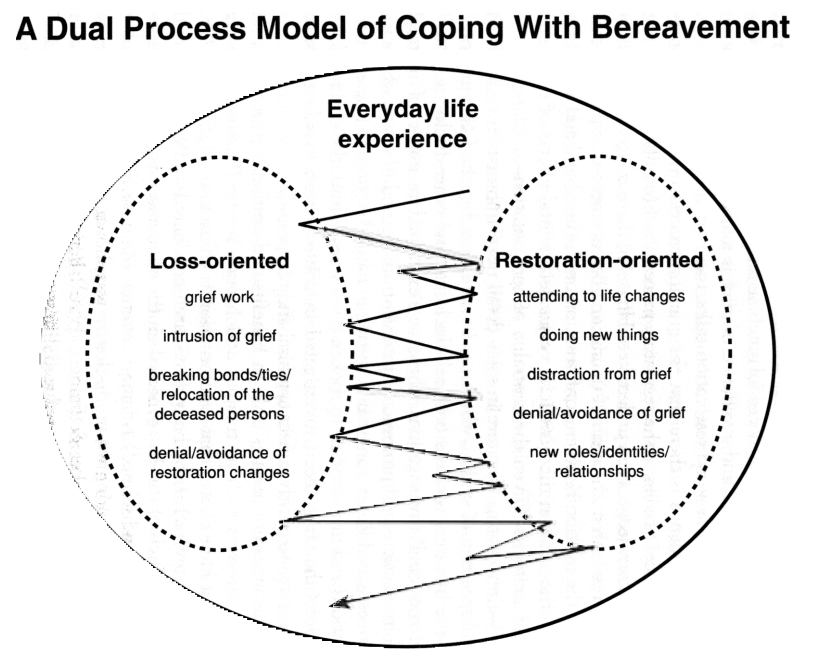 A Dual Process Model of Coping With Bereavement
Everyday life
experience
Loss-oriented
grief work
intrusion of grief
breaking bonds/ties/
relocation of the
deceased persons
denial/avoidance of
restoration changes
Restoration-oriented
attending to life changes
doing new things
distraction from grief
denial/avoidance of grief
new roles/identities/
relationships